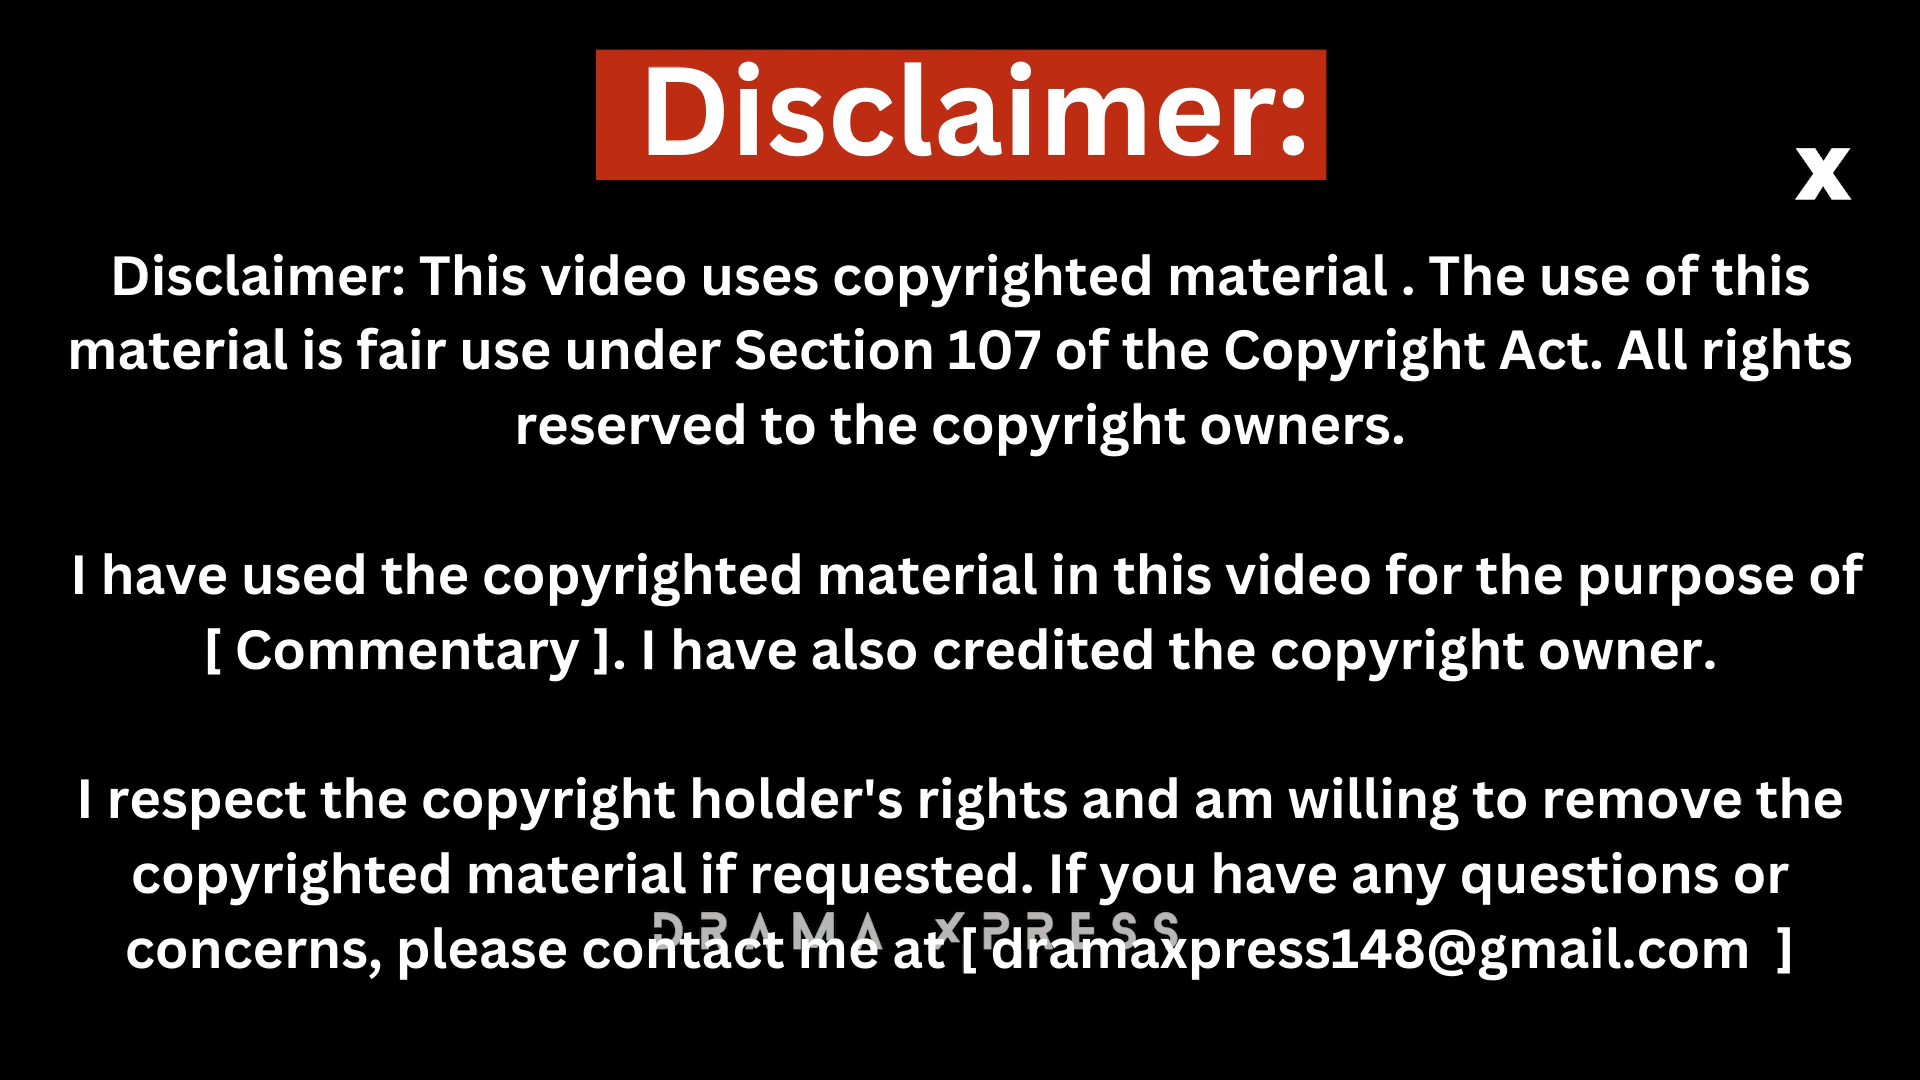 Disclaimer:
x
Disclaimer: This video uses copyrighted material . The use of this
material is fair use under Section 107 of the Copyright Act. All rights
reserved to the copyright owners.
I have used the copyrighted material in this video for the purpose of
[ Commentary ]. I have also credited the copyright owner.
I respect the copyright holder's rights and am willing to remove the
copyrighted material if requested. If you have any questions or
DRAMA XPRESS
concerns, please contact me at [ dramaxpress148@gmail.com ]